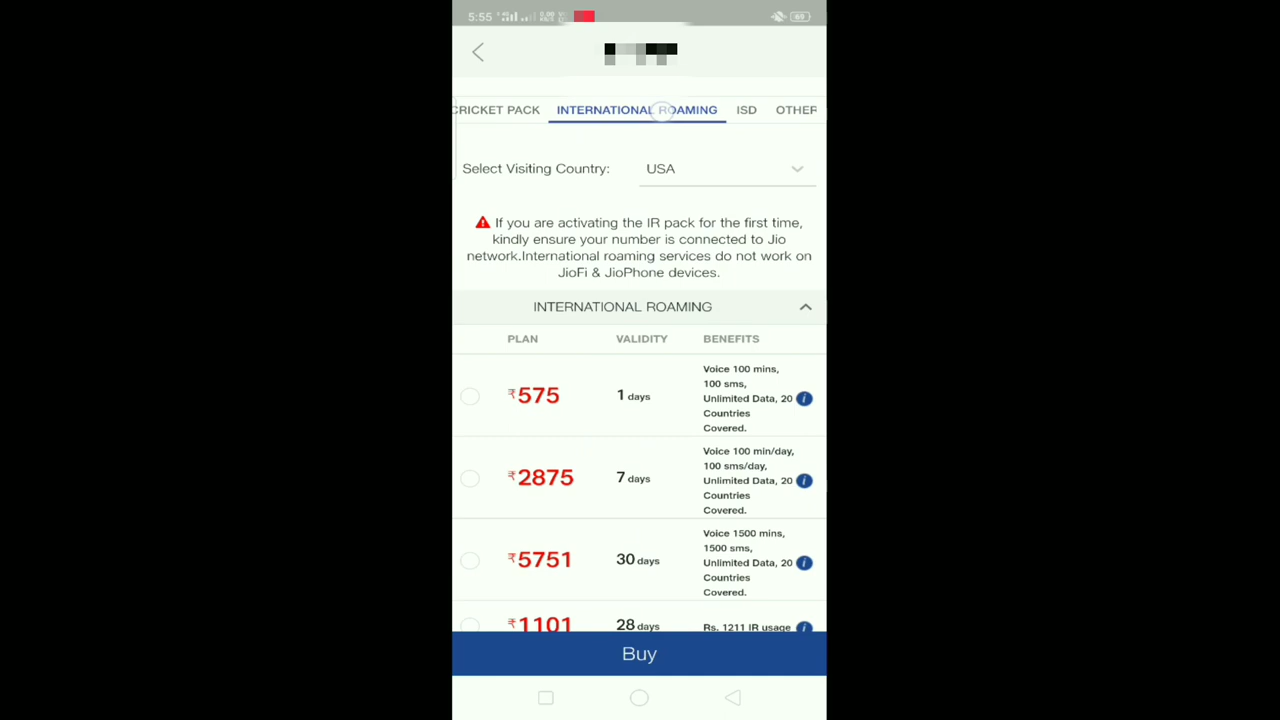 5:55
CRICKET PACK INTERNATIONAL ROAMING ISD OTHER
Select Visiting Country: USA
If you are activating the IR pack for the first time,
kindly ensure your number is connected to Jio
network.International roaming services do not work on
JioFi & JioPhone devices.
INTERNATIONAL ROAMING
PLAN VALIDITY BENEFITS
₹575 1 days
Voice 100 mins,
100 sms,
Unlimited Data, 20
Countries
Covered.
₹2875 7 days
Voice 100 min/day,
100 sms/day,
Unlimited Data, 20
Countries
Covered.
₹5751 30 days
Voice 1500 mins,
1500 sms,
Unlimited Data, 20
Countries
Covered.
₹1101 28 days Rs. 1211 IR usage
Buy